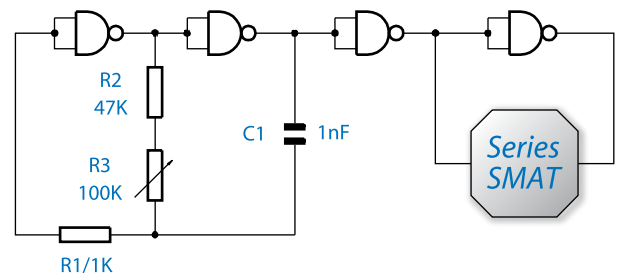 R2
47K
C1
1nF
R3
100K
Series
SMAT
R1/1K